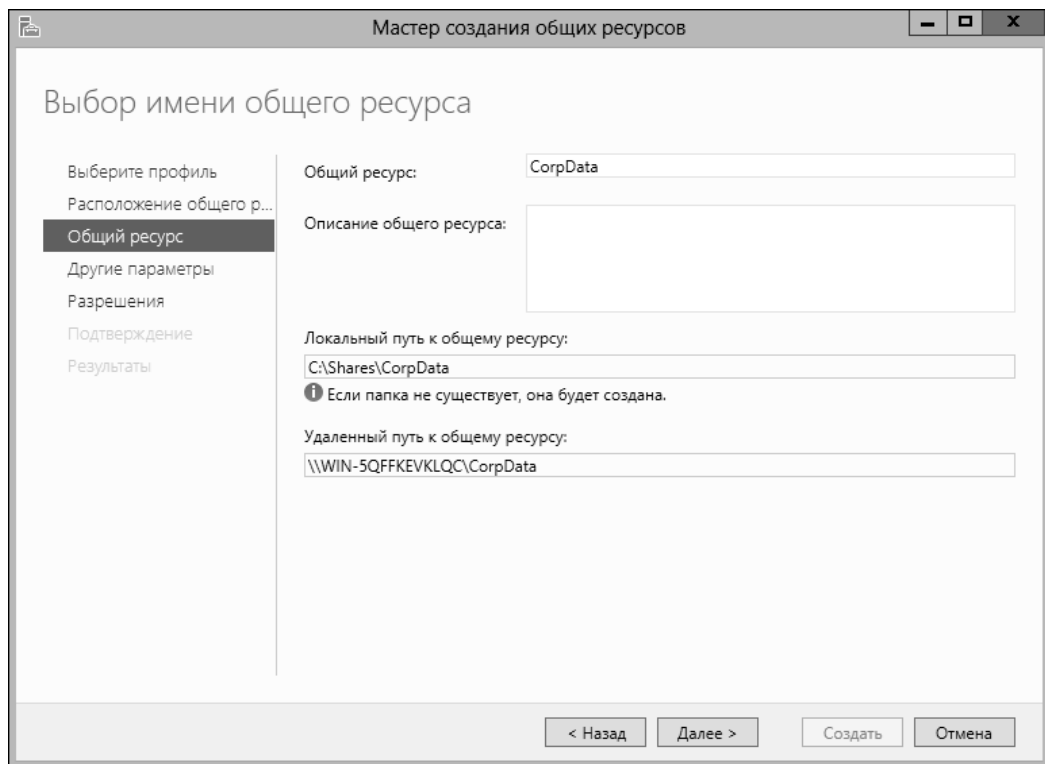 Мастер создания общих ресурсов
Выбор имени общего ресурса
Выберите профиль
Расположение общего р...
Общий ресурс
Другие параметры
Разрешения
Подтверждение
Результаты
Общий ресурс:
CorpData
Описание общего ресурса:
Локальный путь к общему ресурсу:
C:\Shares\CorpData
Если папка не существует, она будет создана.
Удаленный путь к общему ресурсу:
\\WIN-5QFFKEVKLQC\CorpData
< Назад
Далее >
Создать
Отмена